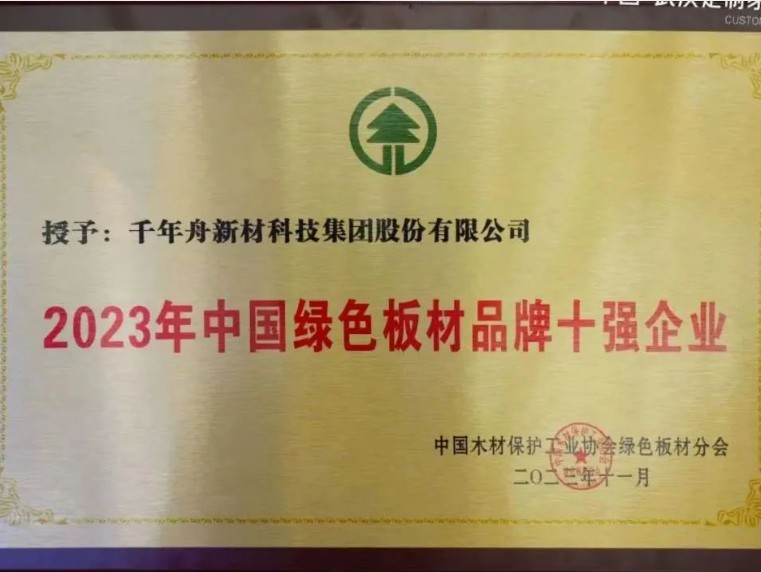 CUSTOM
授予：千年舟新材科技集团股份有限公司
2023年中国绿色板材品牌十强企业
中国木材保护工业协会绿色板材分会
二〇二三年十一月